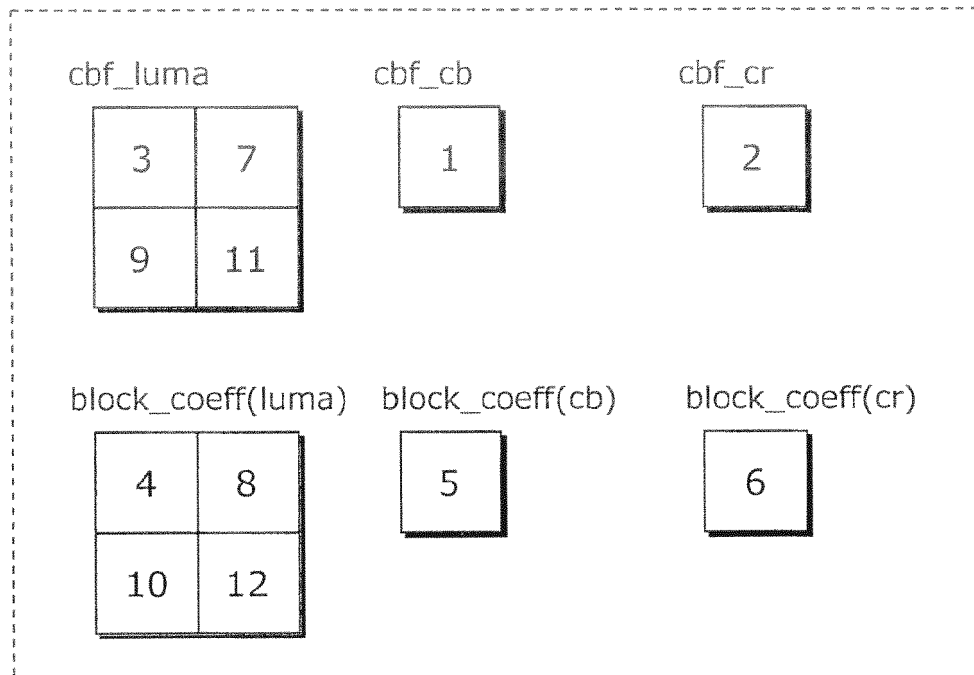 cbf_luma cbf_cb cbf_cr
3 7 1 2
9 11
block_coeff(luma) block_coeff(cb) block_coeff(cr)
4 8 5 6
10 12